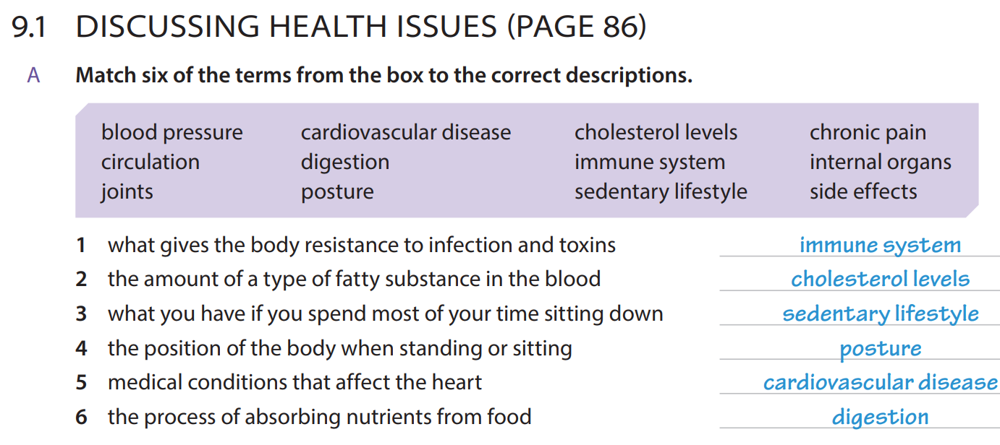 9.1 DISCUSSING HEALTH ISSUES (PAGE 86)
A Match six of the terms from the box to the correct descriptions.
blood pressure cardiovascular disease cholesterol levels chronic pain
circulation digestion immune system internal organs
joints posture sedentary lifestyle side effects
1 what gives the body resistance to infection and toxins immune system
2 the amount of a type of fatty substance in the blood cholesterol levels
3 what you have if you spend most of your time sitting down sedentary lifestyle
4 the position of the body when standing or sitting posture
5 medical conditions that affect the heart cardiovascular disease
6 the process of absorbing nutrients from food digestion